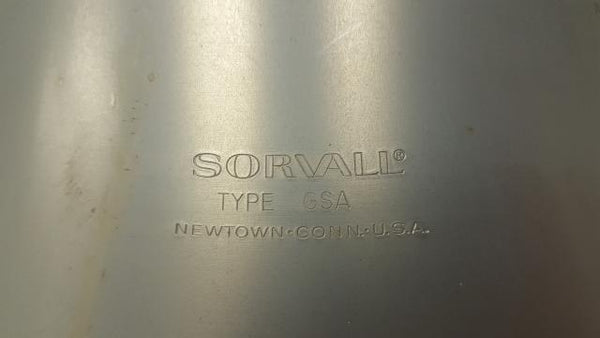 SORVALL®
TYPE GSA
NEWTOWN·CONN.·U.S.A.